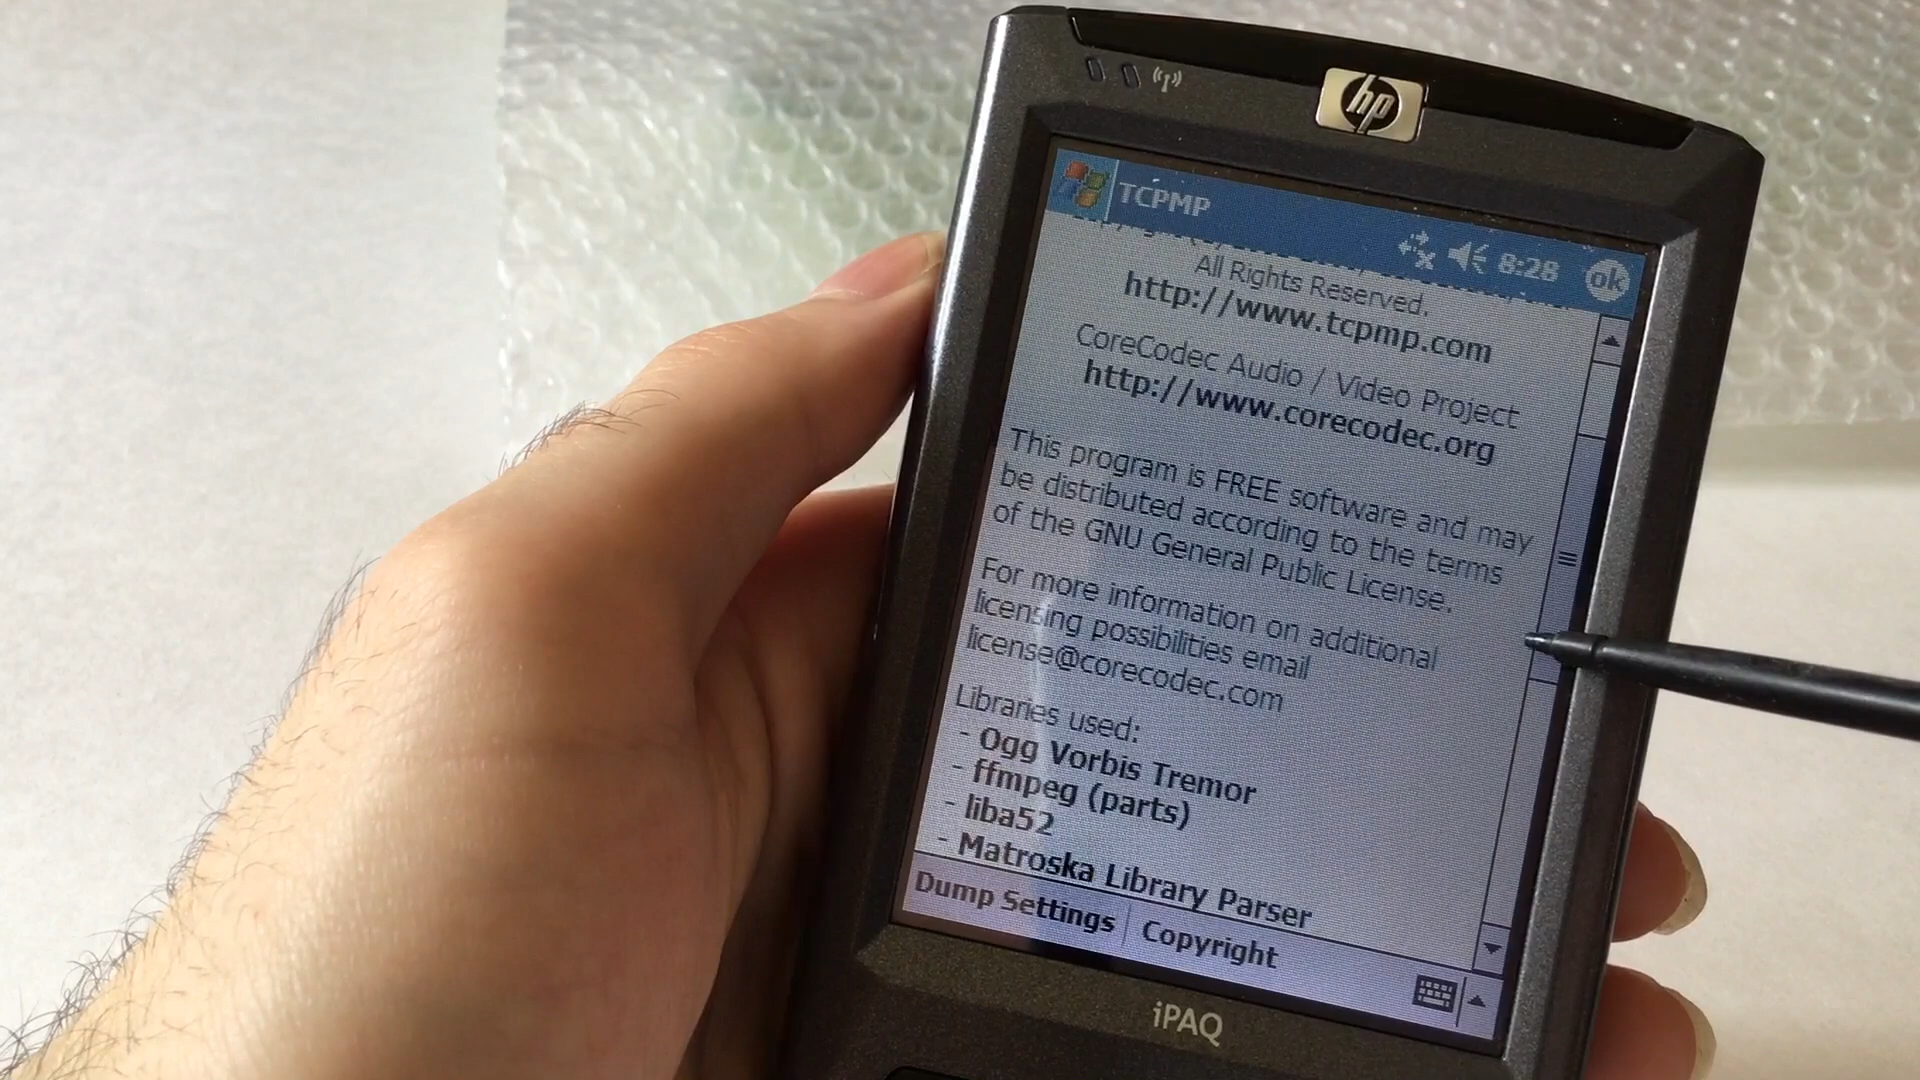 hp
TCPMP
8:28
ok
All Rights Reserved.
http://www.tcpmp.com
CoreCodec Audio / Video Project
http://www.corecodec.org
This program is FREE software and may
be distributed according to the terms
of the GNU General Public License.
For more information on additional
licensing possibilities email
license@corecodec.com
Libraries used:
- Ogg Vorbis Tremor
- ffmpeg (parts)
- liba52
- Matroska Library Parser
Dump Settings
Copyright
iPAQ